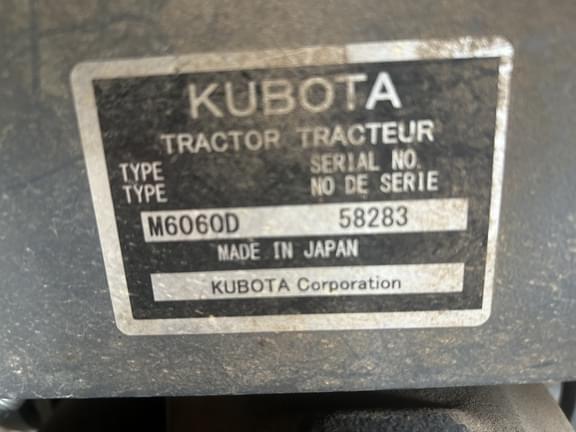 KUBOTA
TRACTOR TRACTEUR
TYPE SERIAL NO.
TYPE NO DE SERIE
M6060D 58283
MADE IN JAPAN
KUBOTA Corporation